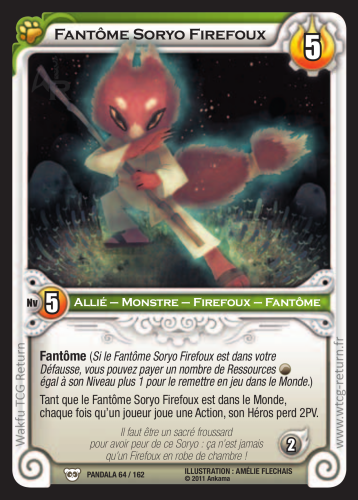 Fantôme Soryo Firefoux
5
Nv 5
Allié – Monstre – Firefoux – Fantôme
Fantôme (Si le Fantôme Soryo Firefoux est dans votre
Défausse, vous pouvez payer un nombre de Ressources
égal à son Niveau plus 1 pour le remettre en jeu dans le Monde.)
Tant que le Fantôme Soryo Firefoux est dans le Monde,
chaque fois qu'un joueur joue une Action, son Héros perd 2PV.
Il faut être un sacré froussard
pour avoir peur de ce Soryo : ça n'est jamais
qu'un Firefoux en robe de chambre !
2
PANDALA 64 / 162
ILLUSTRATION : AMÉLIE FLECHAIS
© 2011 Ankama
Wakfu TCG Return
www.wtcg-return.fr